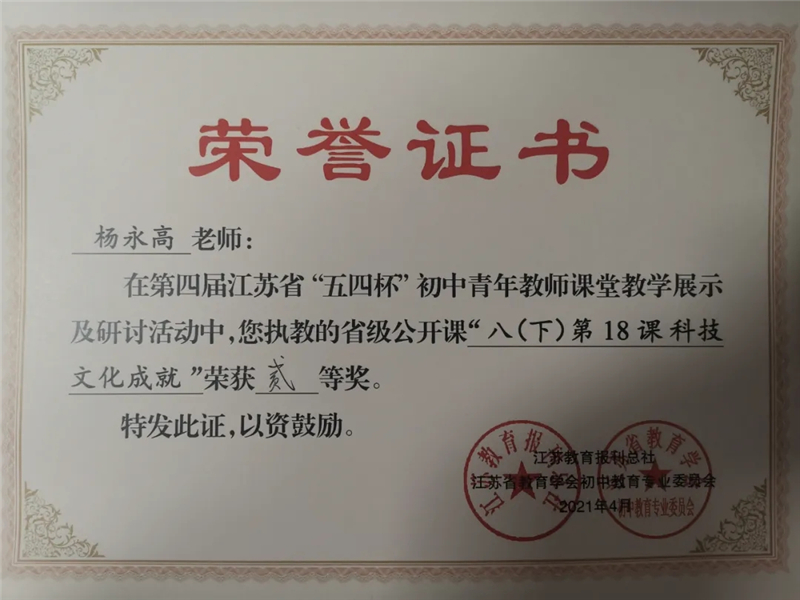 荣誉证书
杨永高 老师：
在第四届江苏省“五四杯”初中青年教师课堂教学展示
及研讨活动中，您执教的省级公开课“八（下）第18课科技
文化成就”荣获 贰 等奖。
特发此证，以资鼓励。
江苏教育报刊总社
江苏省教育学会初中教育专业委员会
2021年4月